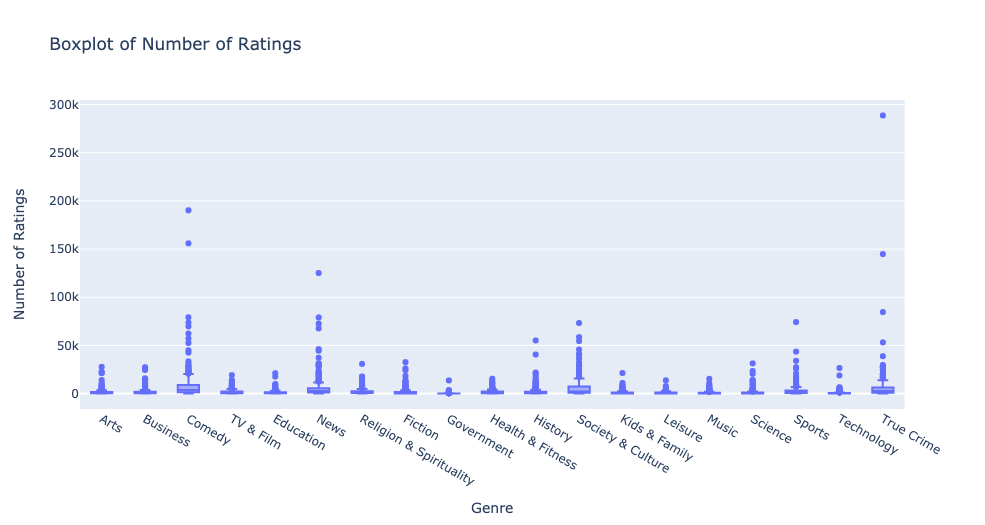 Boxplot of Number of Ratings
Number of Ratings
300k
250k
200k
150k
100k
50k
0
Arts
Business
Comedy
TV & Film
Education
News
Religion & Spirituality
Fiction
Government
Health & Fitness
History
Society & Culture
Kids & Family
Leisure
Music
Science
Sports
Technology
True Crime
Genre